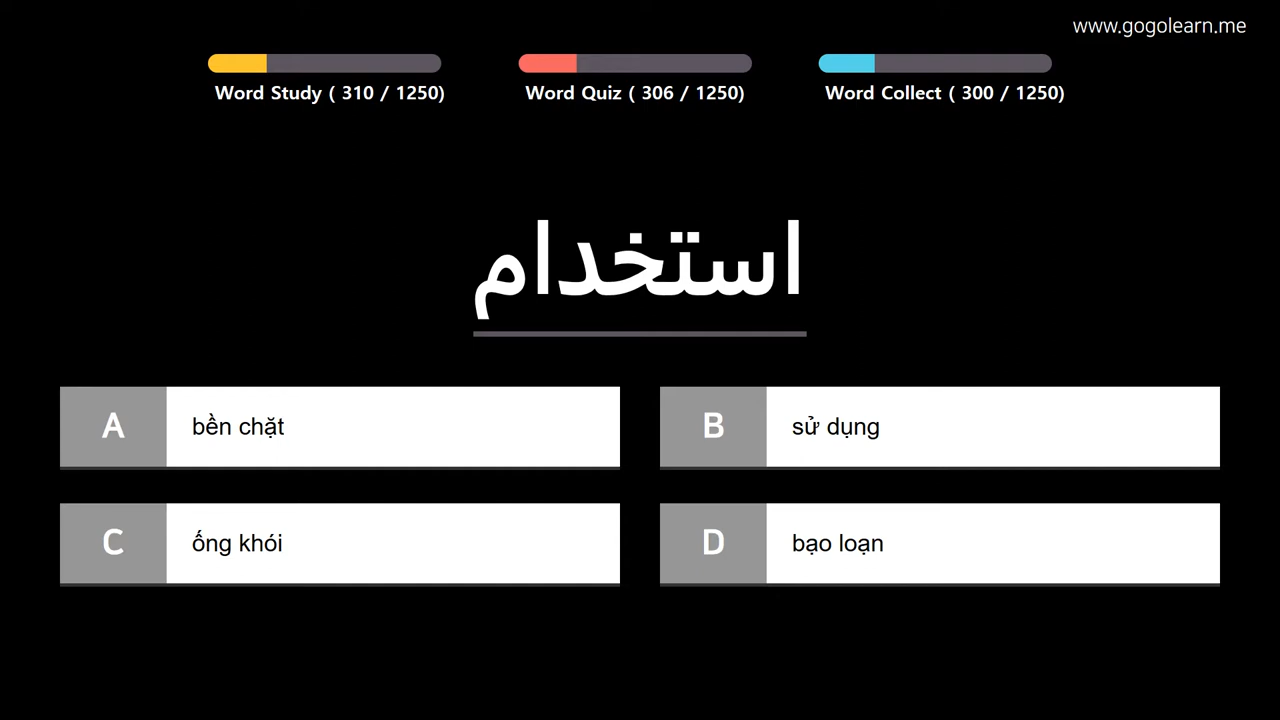 www.gogolearn.me
Word Study ( 310 / 1250)
Word Quiz ( 306 / 1250)
Word Collect ( 300 / 1250)
استخدام
A bền chặt
B sử dụng
C ống khói
D bạo loạn